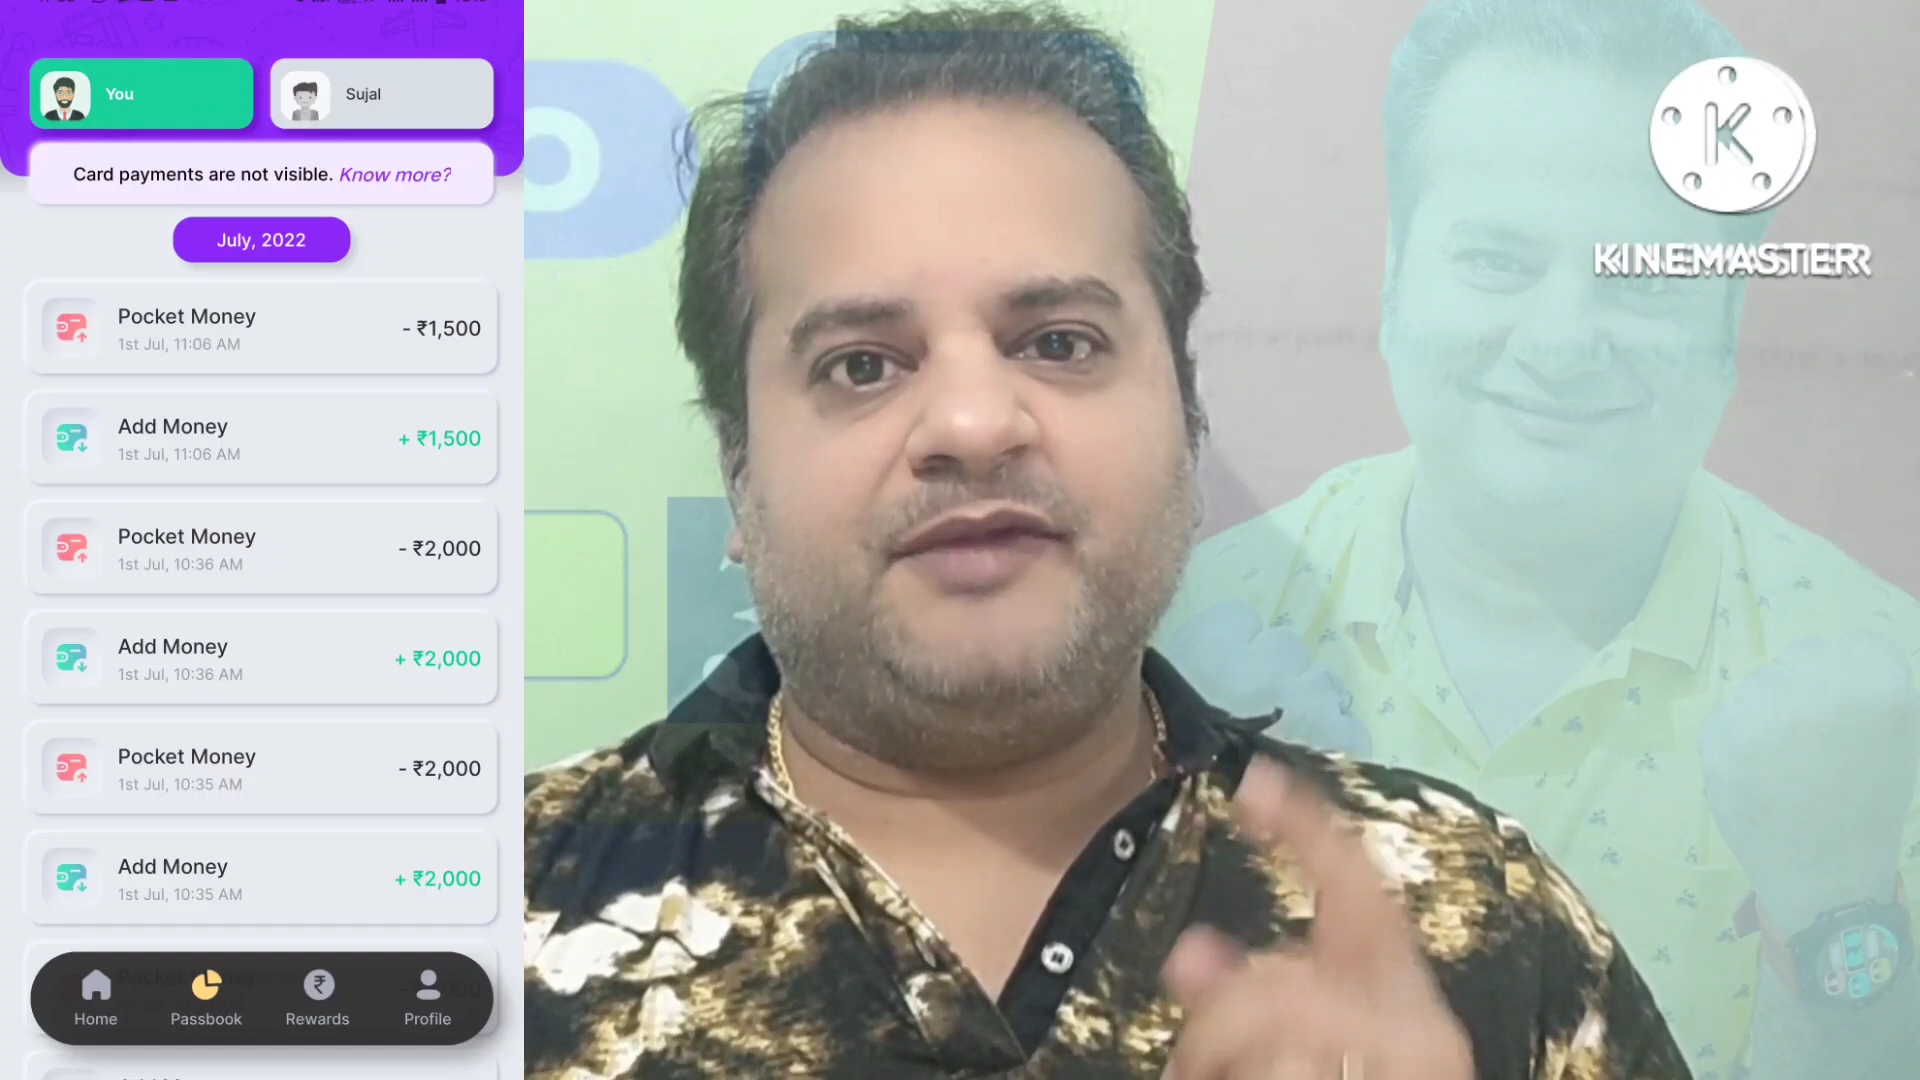 You
Sujal
Card payments are not visible. Know more?
July, 2022
Pocket Money
- ₹1,500
1st Jul, 11:06 AM
Add Money
+ ₹1,500
1st Jul, 11:06 AM
Pocket Money
- ₹2,000
1st Jul, 10:36 AM
Add Money
+ ₹2,000
1st Jul, 10:36 AM
Pocket Money
- ₹2,000
1st Jul, 10:35 AM
Add Money
+ ₹2,000
1st Jul, 10:35 AM
Pocket Money
Home
Passbook
Rewards
Profile
K
KINEMASTER